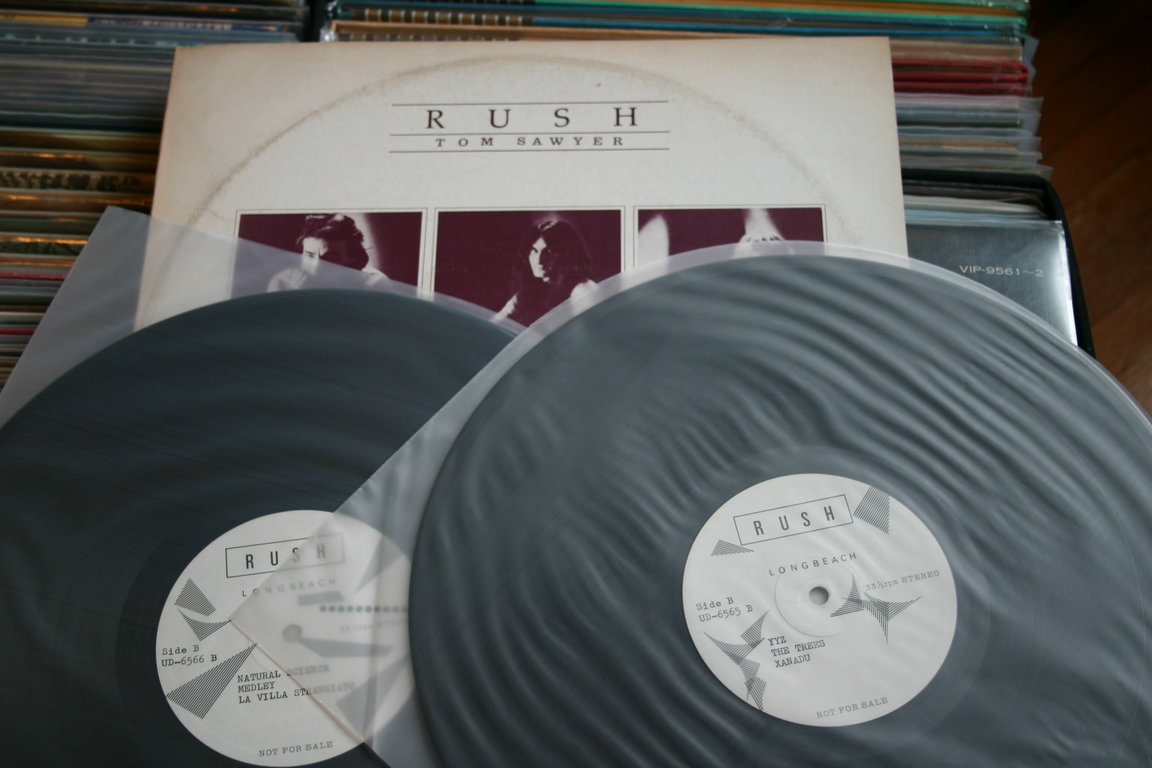 RUSH
TOM SAWYER
VIP-9561~2
RUSH
LONGBEACH
Side B
UD-6566 B
NATURAL SCIENCE
MEDLEY
LA VILLA STRANGIATO
NOT FOR SALE
RUSH
LONGBEACH
33⅓rpm STEREO
Side B
UD-6565 B
YYZ
THE TREES
XANADU
NOT FOR SALE